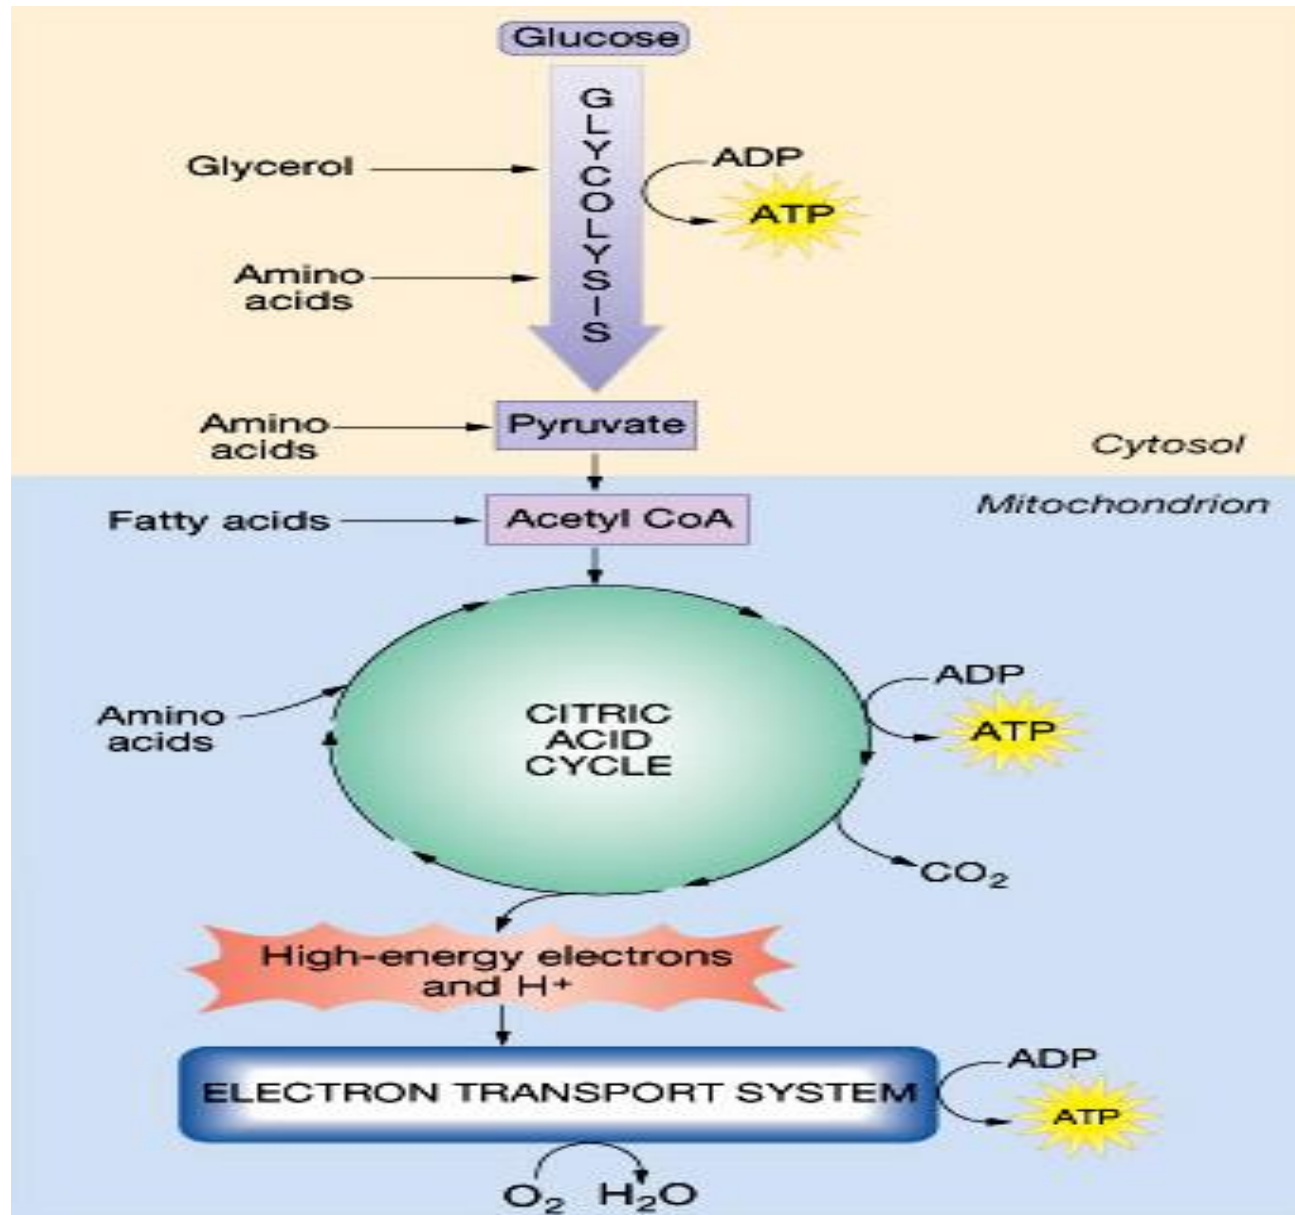 Glucose
GLYCOLYSIS
Glycerol
ADP
ATP
Amino
acids
Amino
acids
Pyruvate
Cytosol
Mitochondrion
Fatty acids
Acetyl CoA
Amino
acids
CITRIC
ACID
CYCLE
ADP
ATP
CO₂
High-energy electrons
and H⁺
ELECTRON TRANSPORT SYSTEM
ADP
ATP
O₂ H₂O